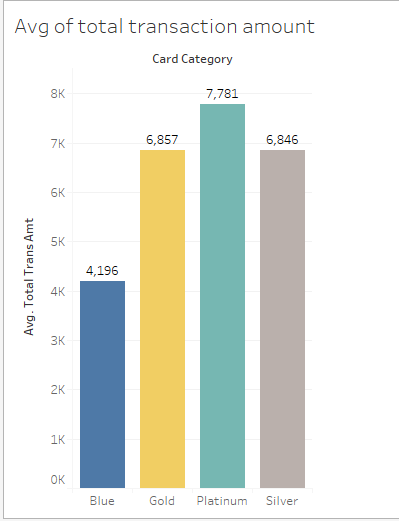 Avg of total transaction amount
Card Category
Avg. Total Trans Amt
8K
7K
6K
5K
4K
3K
2K
1K
0K
4,196
6,857
7,781
6,846
Blue
Gold
Platinum
Silver